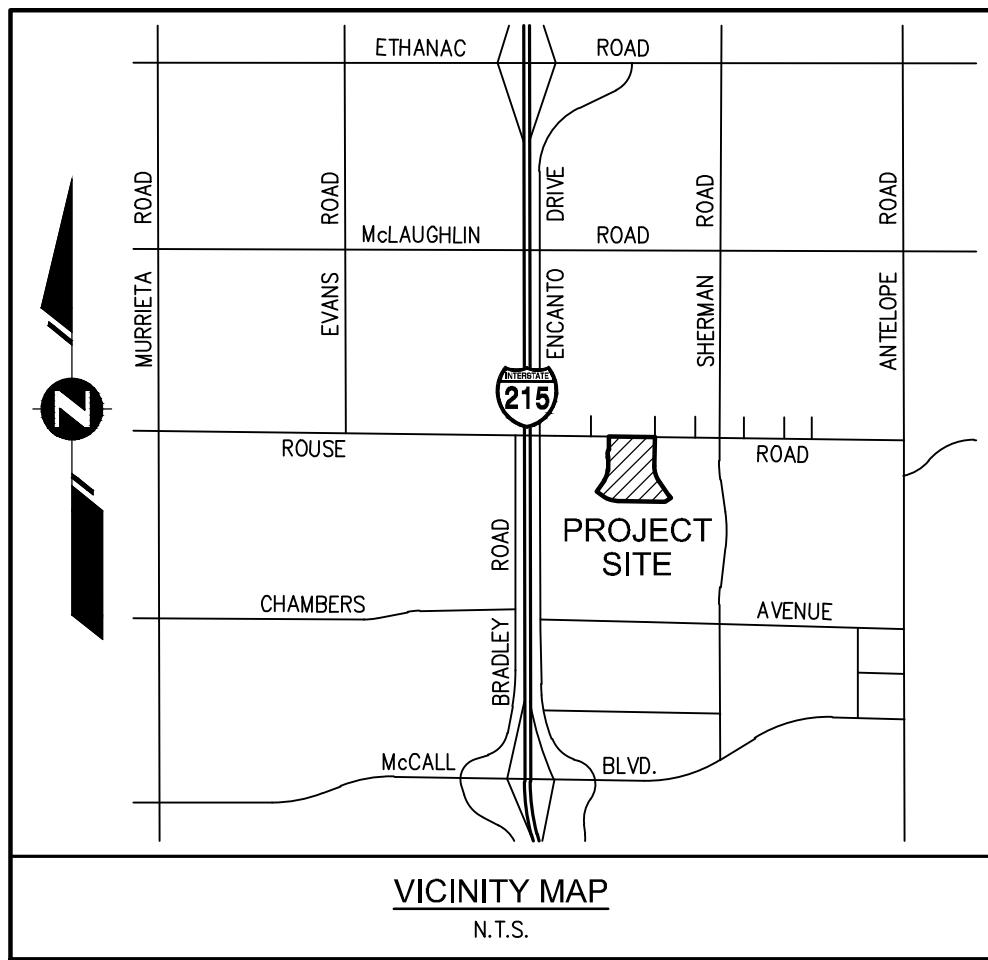 ETHANAC ROAD
MURRIETA ROAD
EVANS ROAD
ENCANTO DRIVE
SHERMAN ROAD
ANTELOPE ROAD
McLAUGHLIN ROAD
INTERSTATE
215
N
ROUSE ROAD
PROJECT
SITE
BRADLEY ROAD
CHAMBERS AVENUE
McCALL BLVD.
VICINITY MAP
N.T.S.